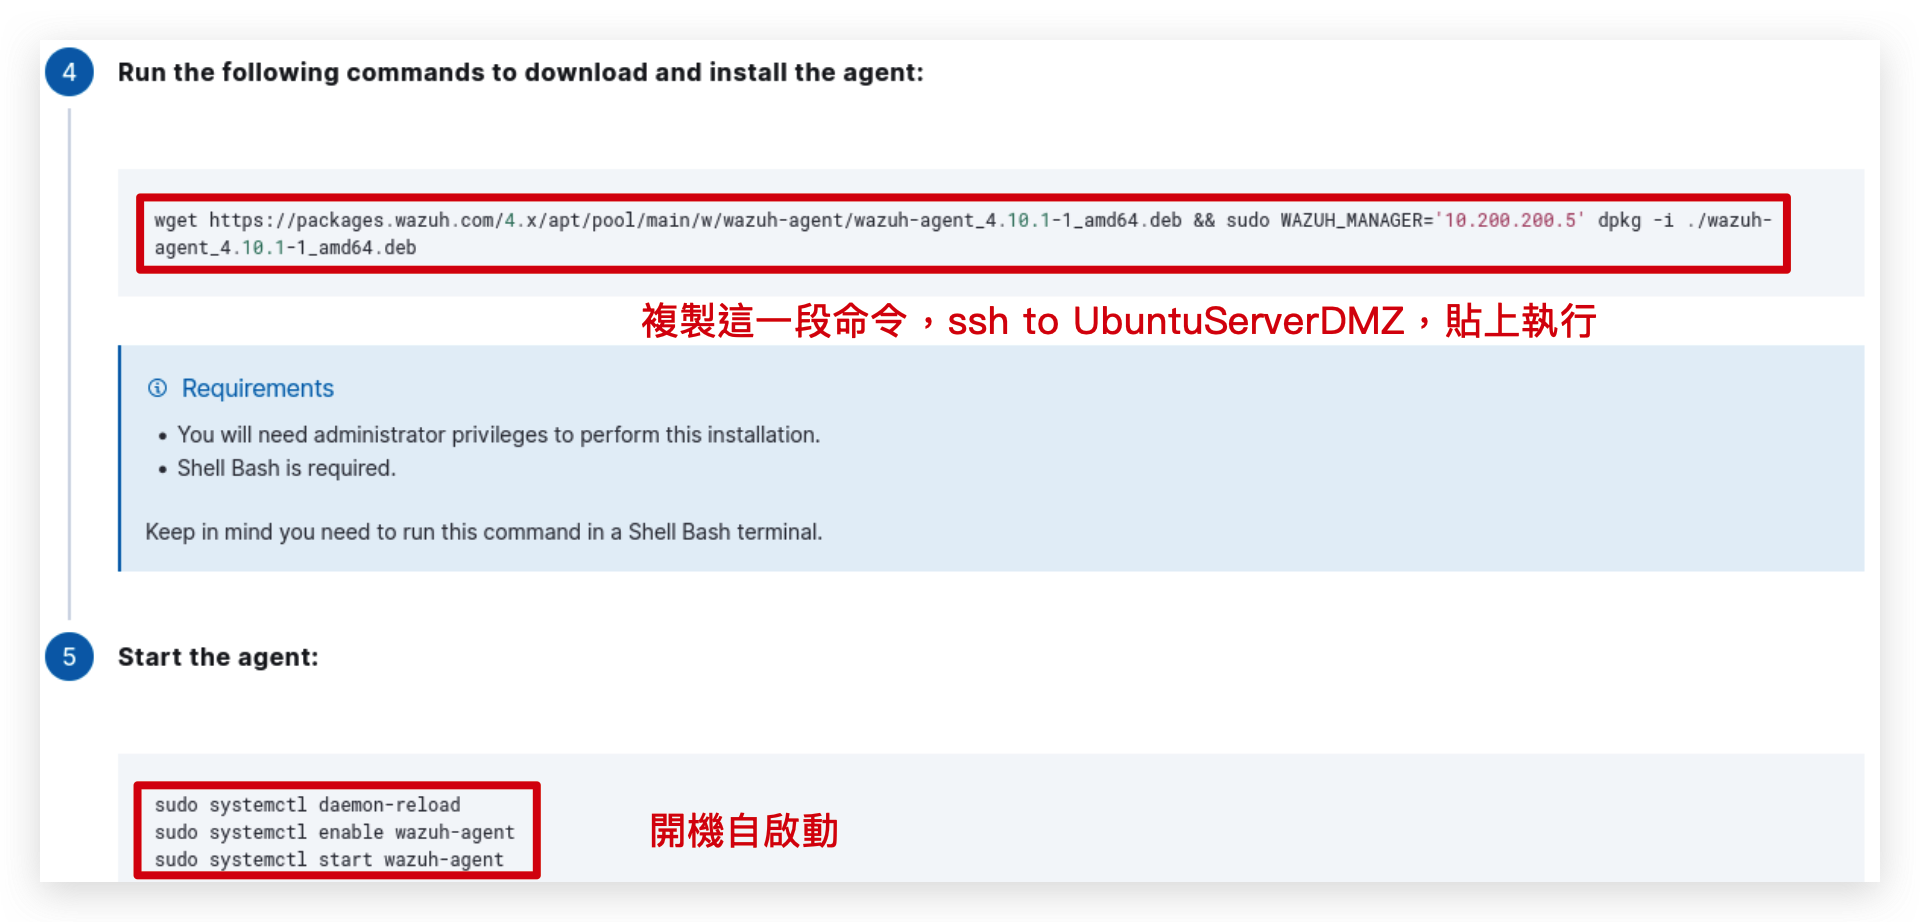 4
Run the following commands to download and install the agent:
wget https://packages.wazuh.com/4.x/apt/pool/main/w/wazuh-agent/wazuh-agent_4.10.1-1_amd64.deb && sudo WAZUH_MANAGER='10.200.200.5' dpkg -i ./wazuh-
agent_4.10.1-1_amd64.deb
複製這一段命令，ssh to UbuntuServerDMZ，貼上執行
Requirements
• You will need administrator privileges to perform this installation.
• Shell Bash is required.
Keep in mind you need to run this command in a Shell Bash terminal.
5
Start the agent:
sudo systemctl daemon-reload
sudo systemctl enable wazuh-agent
sudo systemctl start wazuh-agent
開機自啟動